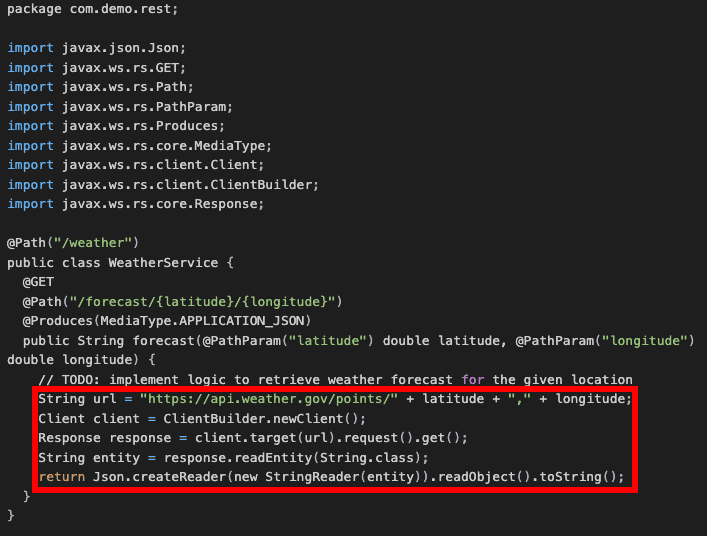 package com.demo.rest;
import javax.json.Json;
import javax.ws.rs.GET;
import javax.ws.rs.Path;
import javax.ws.rs.PathParam;
import javax.ws.rs.Produces;
import javax.ws.rs.core.MediaType;
import javax.ws.rs.client.Client;
import javax.ws.rs.client.ClientBuilder;
import javax.ws.rs.core.Response;
@Path("/weather")
public class WeatherService {
  @GET
  @Path("/forecast/{latitude}/{longitude}")
  @Produces(MediaType.APPLICATION_JSON)
  public String forecast(@PathParam("latitude") double latitude, @PathParam("longitude")
double longitude) {
    // TODO: implement logic to retrieve weather forecast for the given location
    String url = "https://api.weather.gov/points/" + latitude + "," + longitude;
    Client client = ClientBuilder.newClient();
    Response response = client.target(url).request().get();
    String entity = response.readEntity(String.class);
    return Json.createReader(new StringReader(entity)).readObject().toString();
  }
}